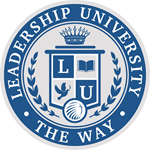 LEADERSHIP UNIVERSITY
L
U
· THE WAY ·